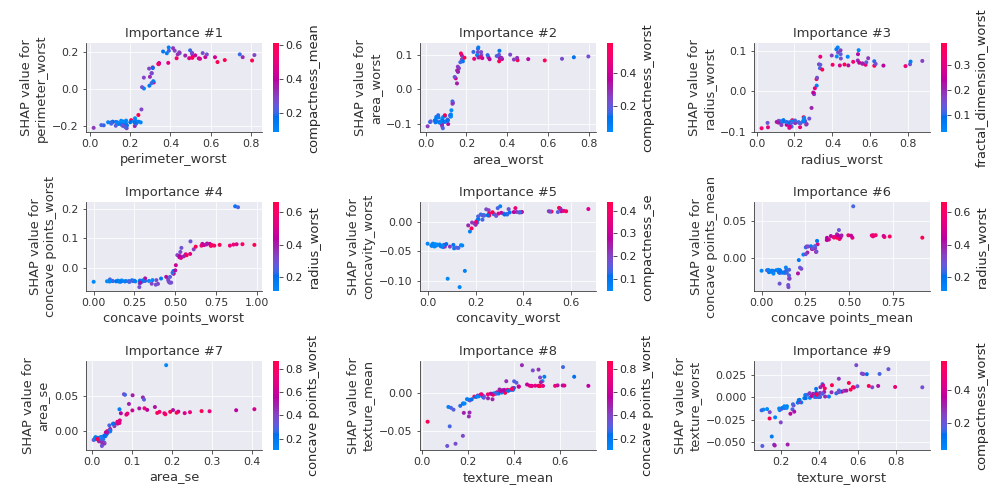 Importance #1
SHAP value for
perimeter_worst
0.2
0.0
−0.2
0.0
0.2
0.4
0.6
0.8
perimeter_worst
0.6
0.4
0.2
compactness_mean
Importance #2
SHAP value for
area_worst
0.1
0.0
−0.1
0.0
0.2
0.4
0.6
0.8
area_worst
0.4
0.2
compactness_worst
Importance #3
SHAP value for
radius_worst
0.1
0.0
−0.1
0.0
0.2
0.4
0.6
0.8
radius_worst
0.3
0.2
0.1
fractal_dimension_worst
Importance #4
SHAP value for
concave points_worst
0.2
0.1
0.0
0.00
0.25
0.50
0.75
1.00
concave points_worst
0.6
0.4
0.2
radius_worst
Importance #5
SHAP value for
concavity_worst
0.00
−0.05
−0.10
0.0
0.2
0.4
0.6
concavity_worst
0.4
0.3
0.2
0.1
compactness_se
Importance #6
SHAP value for
concave points_mean
0.05
0.00
0.00
0.25
0.50
0.75
concave points_mean
0.6
0.4
0.2
radius_worst
Importance #7
SHAP value for
area_se
0.05
0.00
0.0
0.1
0.2
0.3
0.4
area_se
0.8
0.6
0.4
0.2
concave points_worst
Importance #8
SHAP value for
texture_mean
0.00
−0.05
0.0
0.2
0.4
0.6
texture_mean
0.8
0.6
0.4
0.2
concave points_worst
Importance #9
SHAP value for
texture_worst
0.025
0.000
−0.025
−0.050
0.2
0.4
0.6
0.8
texture_worst
0.4
0.2
compactness_worst